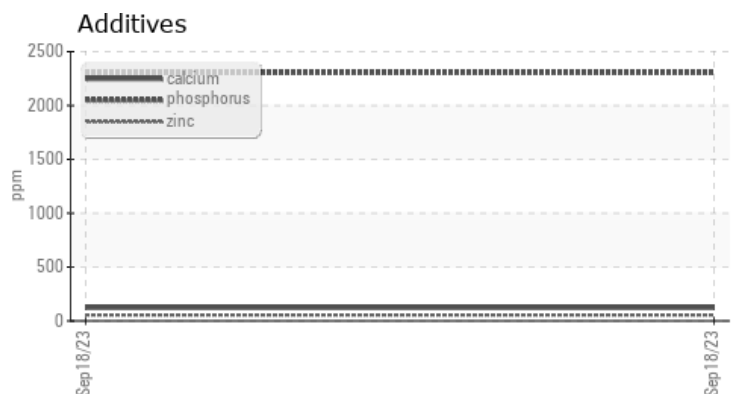 Additives
2500
2000
1500
1000
500
0
ppm
calcium
phosphorus
zinc
Sep18/23
Sep18/23